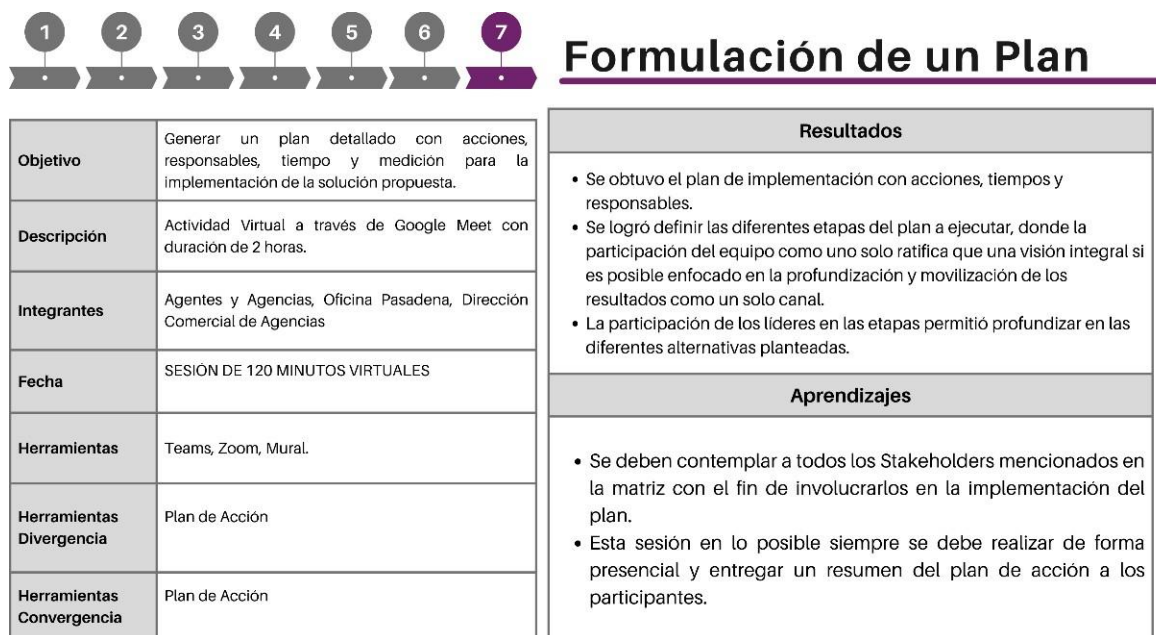 1 2 3 4 5 6 7
Formulación de un Plan
Objetivo
Generar un plan detallado con acciones,
responsables, tiempo y medición para la
implementación de la solución propuesta.
Descripción
Actividad Virtual a través de Google Meet con
duración de 2 horas.
Integrantes
Agentes y Agencias, Oficina Pasadena, Dirección
Comercial de Agencias
Fecha
SESIÓN DE 120 MINUTOS VIRTUALES
Herramientas
Teams, Zoom, Mural.
Herramientas
Divergencia
Plan de Acción
Herramientas
Convergencia
Plan de Acción
Resultados
• Se obtuvo el plan de implementación con acciones, tiempos y
responsables.
• Se logró definir las diferentes etapas del plan a ejecutar, donde la
participación del equipo como uno solo ratifica que una visión integral si
es posible enfocado en la profundización y movilización de los
resultados como un solo canal.
• La participación de los líderes en las etapas permitió profundizar en las
diferentes alternativas planteadas.
Aprendizajes
• Se deben contemplar a todos los Stakeholders mencionados en
la matriz con el fin de involucrarlos en la implementación del
plan.
• Esta sesión en lo posible siempre se debe realizar de forma
presencial y entregar un resumen del plan de acción a los
participantes.